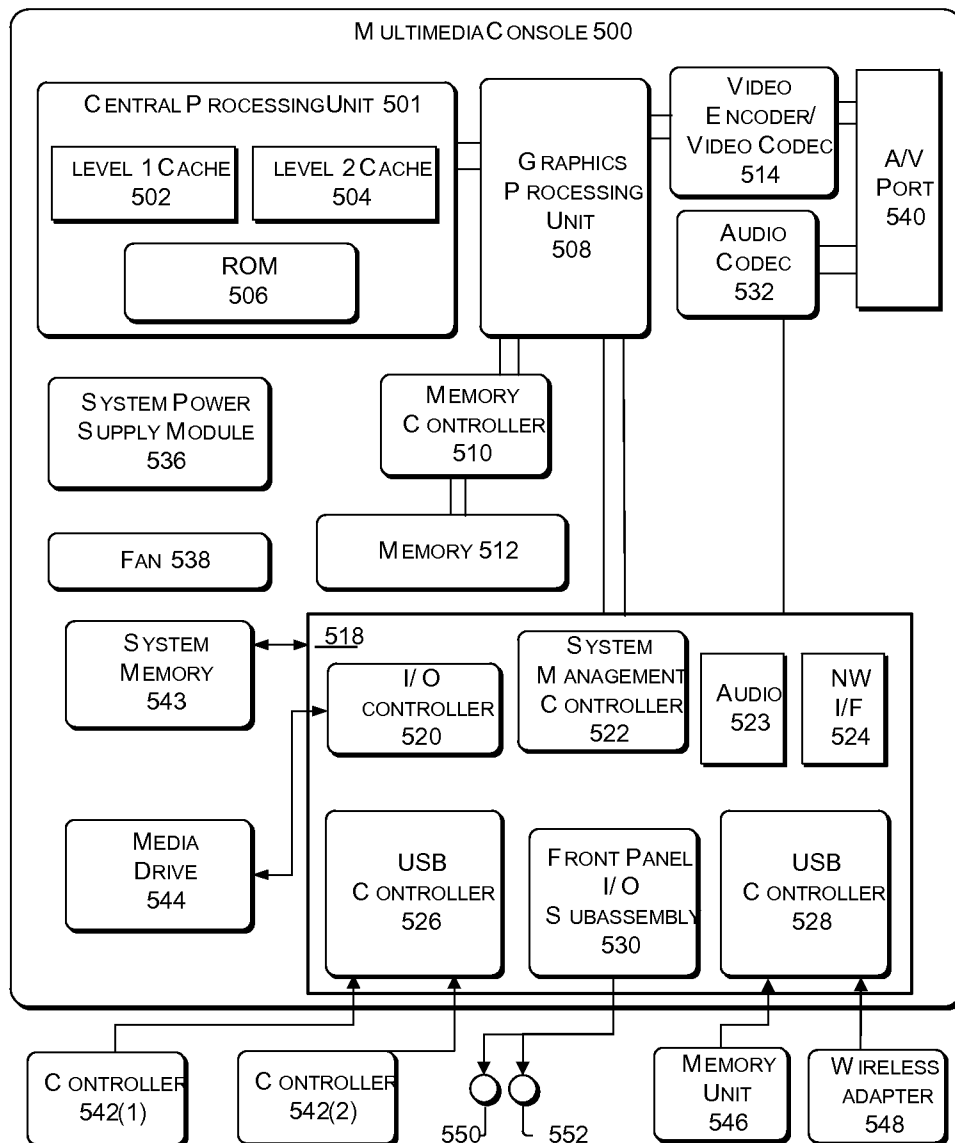 MULTIMEDIA CONSOLE 500
CENTRAL PROCESSING UNIT 501
LEVEL 1 CACHE
502
LEVEL 2 CACHE
504
ROM
506
GRAPHICS
PROCESSING
UNIT
508
VIDEO
ENCODER/
VIDEO CODEC
514
A/V
PORT
540
AUDIO
CODEC
532
SYSTEM POWER
SUPPLY MODULE
536
MEMORY
CONTROLLER
510
FAN 538
MEMORY 512
SYSTEM
MEMORY
543
518
I/O
CONTROLLER
520
SYSTEM
MANAGEMENT
CONTROLLER
522
AUDIO
523
NW
I/F
524
MEDIA
DRIVE
544
USB
CONTROLLER
526
FRONT PANEL
I/O
SUBASSEMBLY
530
USB
CONTROLLER
528
CONTROLLER
542(1)
CONTROLLER
542(2)
550
552
MEMORY
UNIT
546
WIRELESS
ADAPTER
548